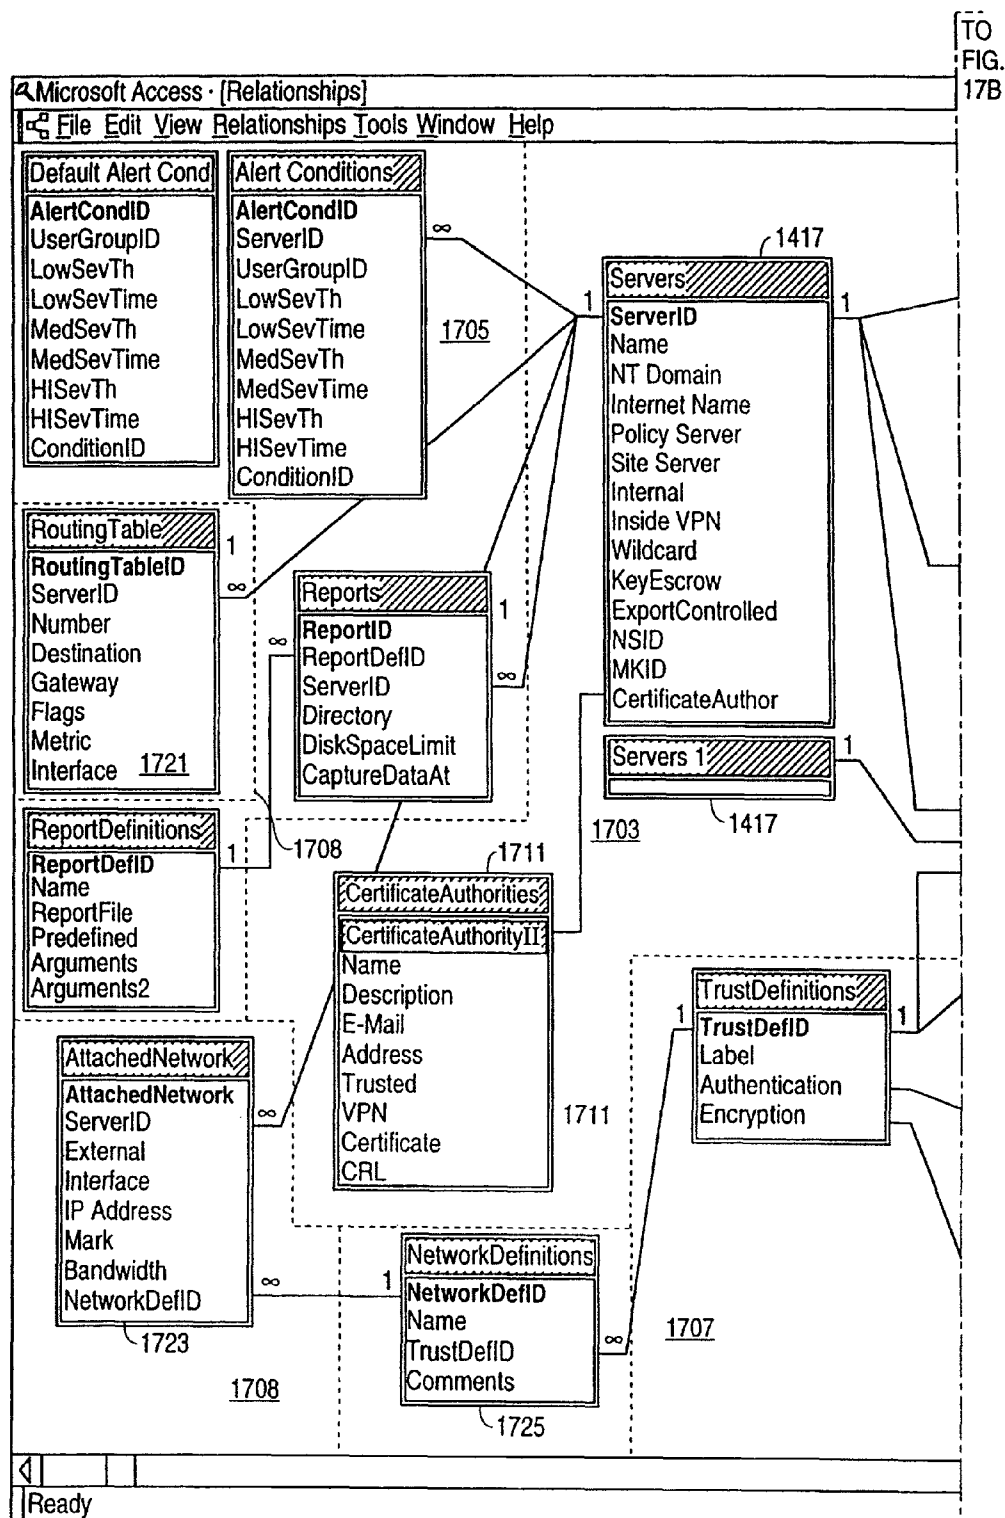 TO
FIG.
17B
Microsoft Access · [Relationships]
File Edit View Relationships Tools Window Help
Default Alert Cond
AlertCondID
UserGroupID
LowSevTh
LowSevTime
MedSevTh
MedSevTime
HISevTh
HISevTime
ConditionID
Alert Conditions
AlertCondID
ServerID
UserGroupID
LowSevTh
LowSevTime
MedSevTh
MedSevTime
HISevTh
HISevTime
ConditionID
∞
1705
1
1417
Servers
ServerID
Name
NT Domain
Internet Name
Policy Server
Site Server
Internal
Inside VPN
Wildcard
KeyEscrow
ExportControlled
NSID
MKID
CertificateAuthor
1
Servers 1
1
1417
1703
RoutingTable
RoutingTableID
ServerID
Number
Destination
Gateway
Flags
Metric
Interface 1721
1
∞
Reports
ReportID
ReportDefID
ServerID
Directory
DiskSpaceLimit
CaptureDataAt
∞
1
∞
ReportDefinitions
ReportDefID
Name
ReportFile
Predefined
Arguments
Arguments2
1
1708
1711
CertificateAuthorities
CertificateAuthorityII
Name
Description
E-Mail
Address
Trusted
VPN
Certificate
CRL
1711
TrustDefinitions
TrustDefID
Label
Authentication
Encryption
1
1
AttachedNetwork
AttachedNetwork
ServerID
External
Interface
IP Address
Mark
Bandwidth
NetworkDefID
∞
∞
1723
1
NetworkDefinitions
NetworkDefID
Name
TrustDefID
Comments
∞
1707
1708
1725
Ready